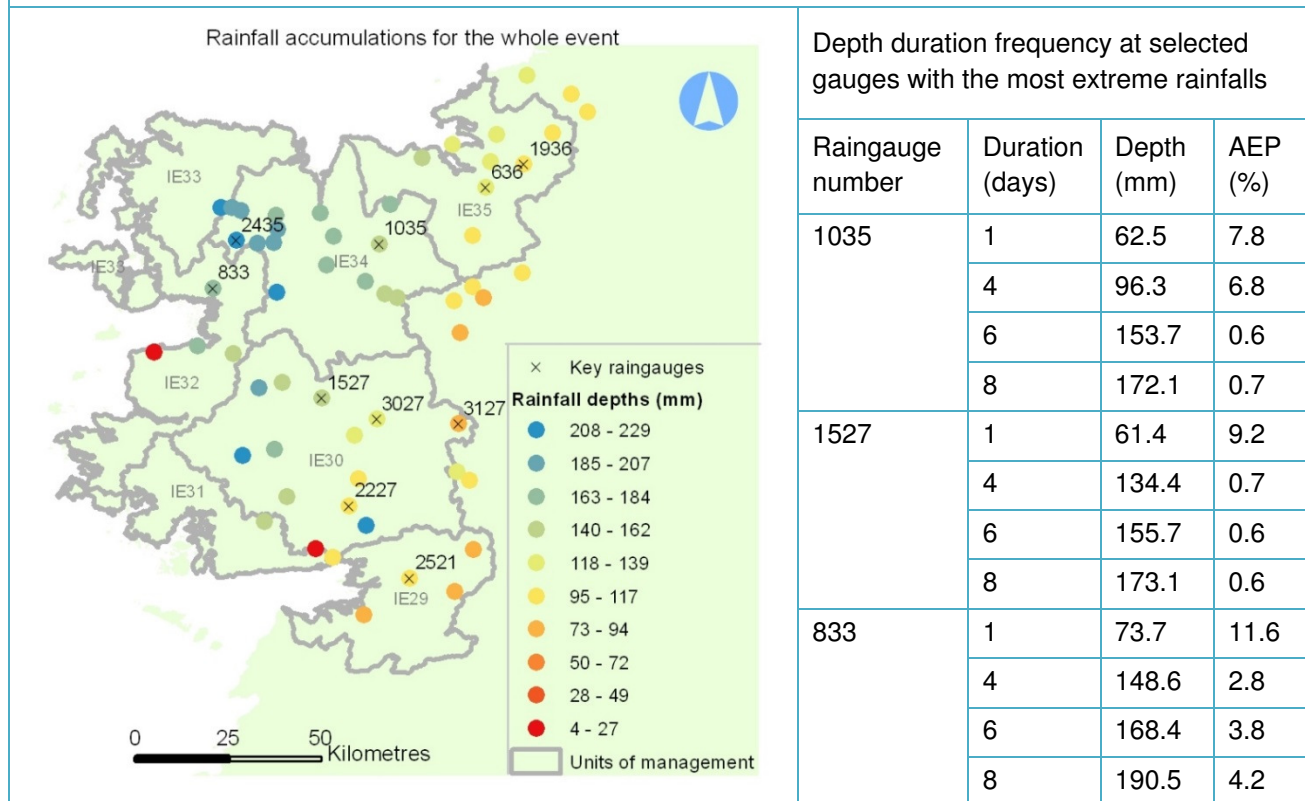 Rainfall accumulations for the whole event
1936
636
IE33
IE35
2435
1035
IE34
IE33
833
IE32
1527
3027
3127
IE30
IE31
2227
2521
IE29
× Key raingauges
Rainfall depths (mm)
208 - 229
185 - 207
163 - 184
140 - 162
118 - 139
95 - 117
73 - 94
50 - 72
28 - 49
4 - 27
Units of management
0 25 50 Kilometres
Depth duration frequency at selected
gauges with the most extreme rainfalls
Raingauge number Duration (days) Depth (mm) AEP (%)
1035 1 62.5 7.8
4 96.3 6.8
6 153.7 0.6
8 172.1 0.7
1527 1 61.4 9.2
4 134.4 0.7
6 155.7 0.6
8 173.1 0.6
833 1 73.7 11.6
4 148.6 2.8
6 168.4 3.8
8 190.5 4.2